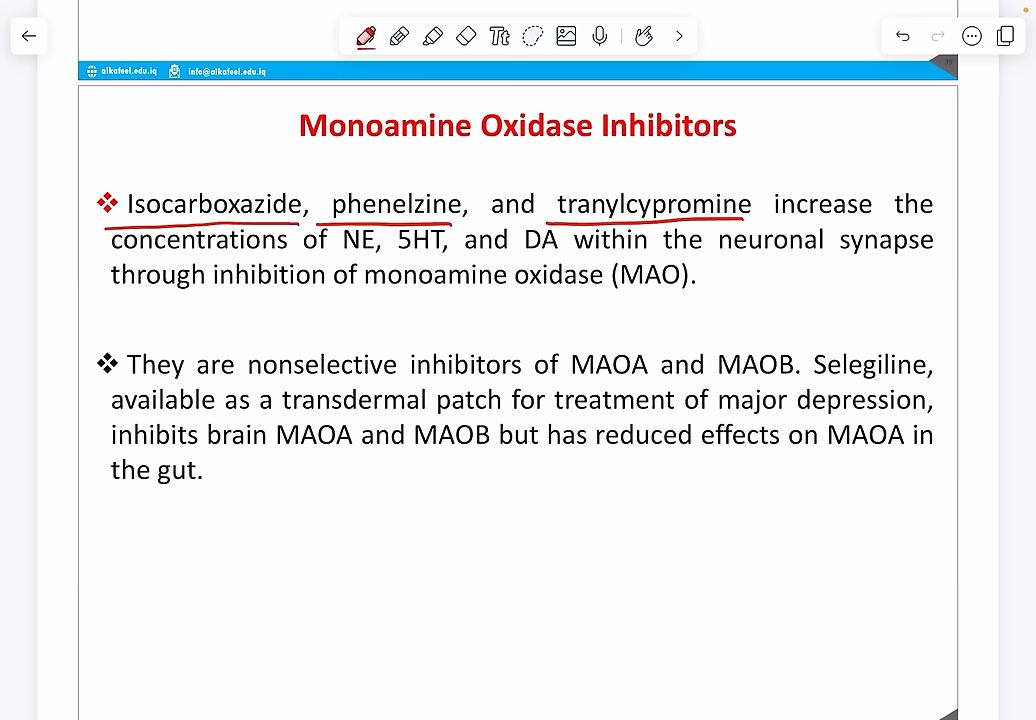 Tt
alkafeel.edu.iq info@alkafeel.edu.iq
Monoamine Oxidase Inhibitors
❖ Isocarboxazide, phenelzine, and tranylcypromine increase the
concentrations of NE, 5HT, and DA within the neuronal synapse
through inhibition of monoamine oxidase (MAO).
❖ They are nonselective inhibitors of MAOA and MAOB. Selegiline,
available as a transdermal patch for treatment of major depression,
inhibits brain MAOA and MAOB but has reduced effects on MAOA in
the gut.